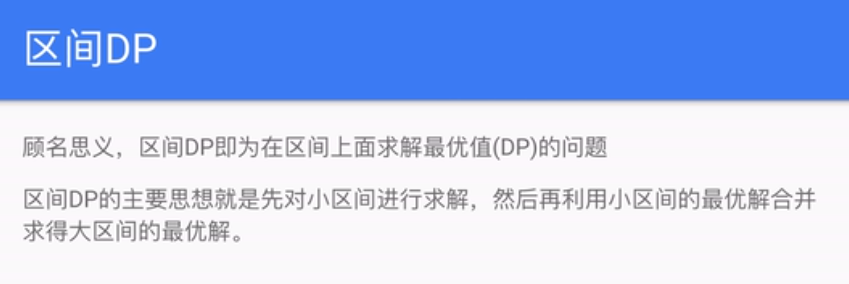 区间DP
顾名思义，区间DP即为在区间上面求解最优值(DP)的问题
区间DP的主要思想就是先对小区间进行求解，然后再利用小区间的最优解合并
求得大区间的最优解。